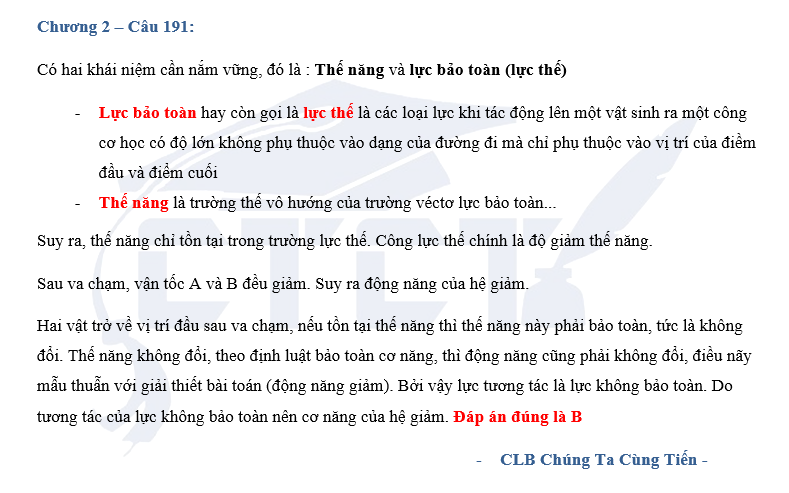 Chương 2 – Câu 191:
Có hai khái niệm cần nắm vững, đó là : Thế năng và lực bảo toàn (lực thế)
- Lực bảo toàn hay còn gọi là lực thế là các loại lực khi tác động lên một vật sinh ra một công
cơ học có độ lớn không phụ thuộc vào dạng của đường đi mà chỉ phụ thuộc vào vị trí của điểm
đầu và điểm cuối
- Thế năng là trường thế vô hướng của trường véctơ lực bảo toàn...
Suy ra, thế năng chỉ tồn tại trong trường lực thế. Công lực thế chính là độ giảm thế năng.
Sau va chạm, vận tốc A và B đều giảm. Suy ra động năng của hệ giảm.
Hai vật trở về vị trí đầu sau va chạm, nếu tồn tại thế năng thì thế năng này phải bảo toàn, tức là không
đổi. Thế năng không đổi, theo định luật bảo toàn cơ năng, thì động năng cũng phải không đổi, điều nãy
mẫu thuẫn với giải thiết bài toán (động năng giảm). Bởi vậy lực tương tác là lực không bảo toàn. Do
tương tác của lực không bảo toàn nên cơ năng của hệ giảm. Đáp án đúng là B
- CLB Chúng Ta Cùng Tiến -
CTCT